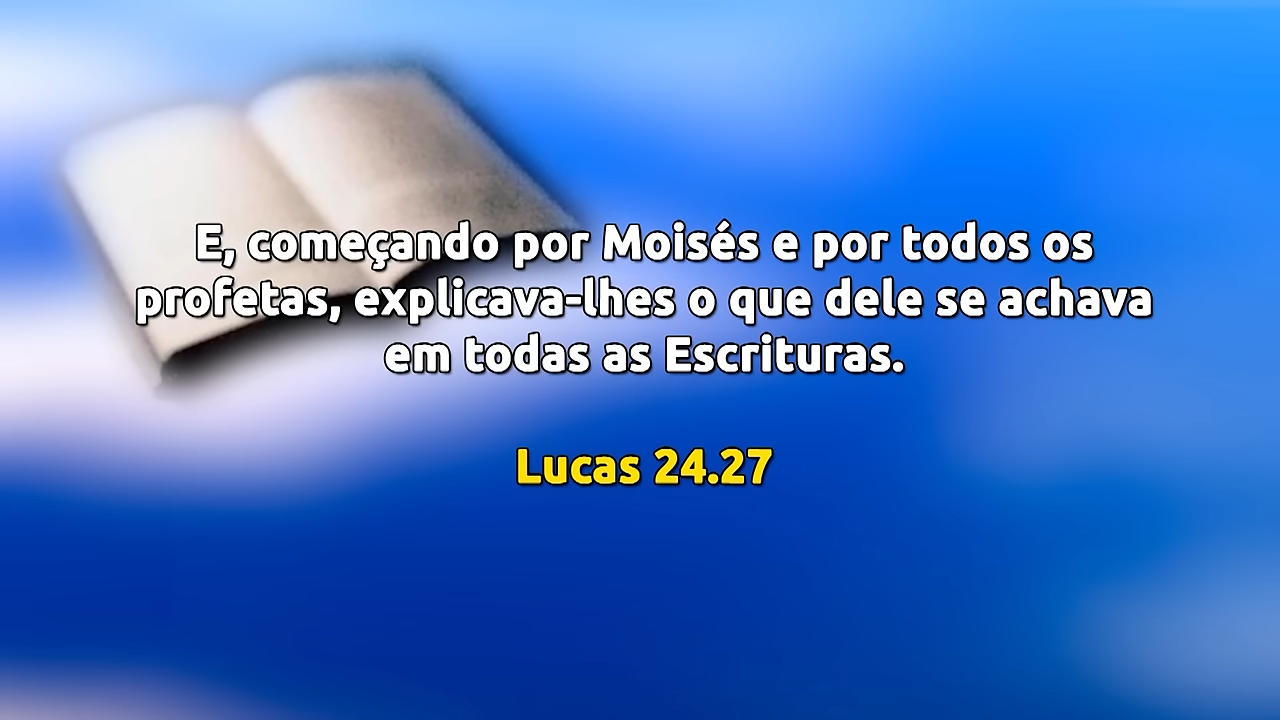 E, começando por Moisés e por todos os
profetas, explicava-lhes o que dele se achava
em todas as Escrituras.
Lucas 24.27